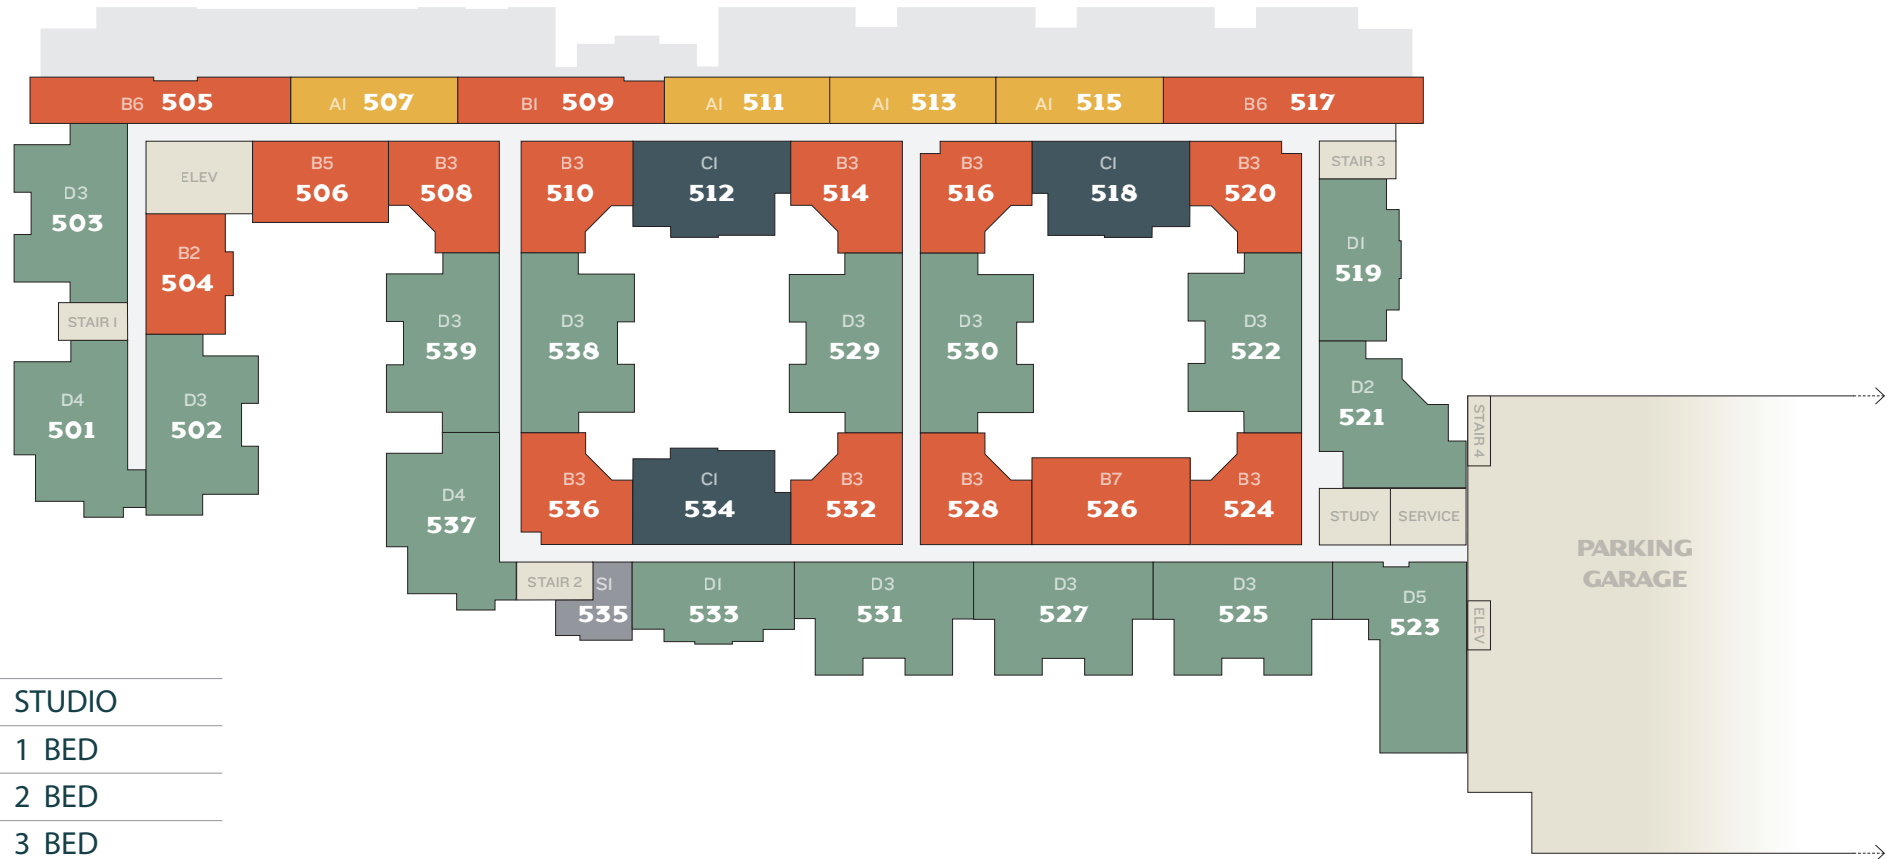 B6 505
A1 507
B1 509
A1 511
A1 513
A1 515
B6 517
D3
503
ELEV
B5
506
B3
508
B3
510
C1
512
B3
514
B3
516
C1
518
B3
520
STAIR 3
B2
504
D1
519
STAIR 1
D3
539
D3
538
D3
529
D3
530
D3
522
D4
501
D3
502
D2
521
STAIR 4
D4
537
B3
536
C1
534
B3
532
B3
528
B7
526
B3
524
STUDY
SERVICE
PARKING
GARAGE
STAIR 2
S1
535
D1
533
D3
531
D3
527
D3
525
D5
523
ELEV
STUDIO
1 BED
2 BED
3 BED